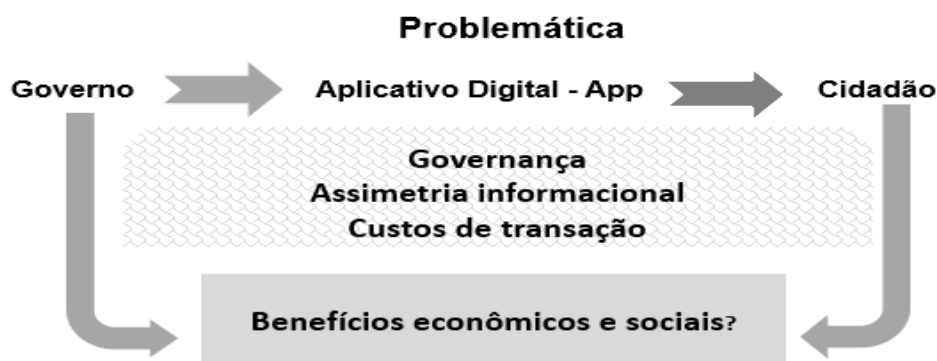 Problemática
Governo Aplicativo Digital - App Cidadão
Governança
Assimetria informacional
Custos de transação
Benefícios econômicos e sociais?